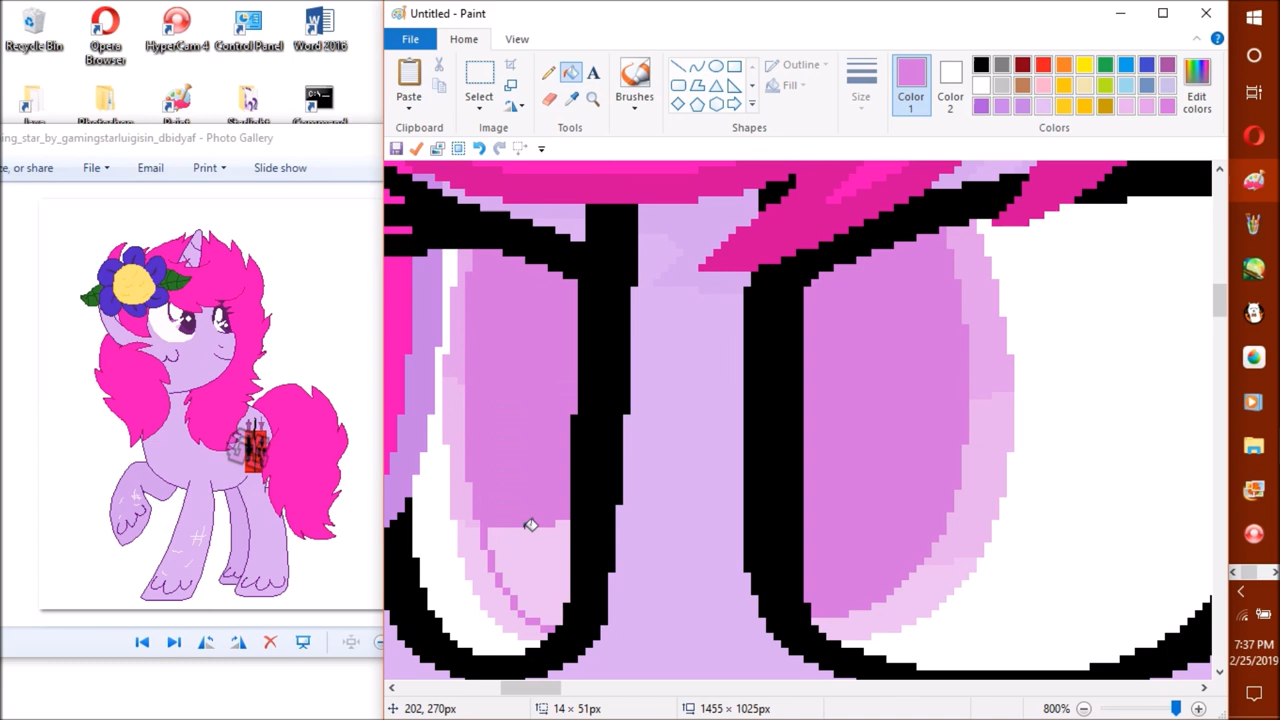 Recycle Bin
Opera Browser
HyperCam 4
Control Panel
Word 2016
ing_star_by_gamingstarluigisin_dbidyaf - Photo Gallery
e, or share
File
Email
Print
Slide show
Untitled - Paint
File
Home
View
Paste
Select
Brushes
Outline
Fill
Size
Color 1
Color 2
Edit colors
Clipboard
Image
Tools
Shapes
Colors
202, 270px
14 × 51px
1455 × 1025px
800%
7:37 PM
2/25/2019